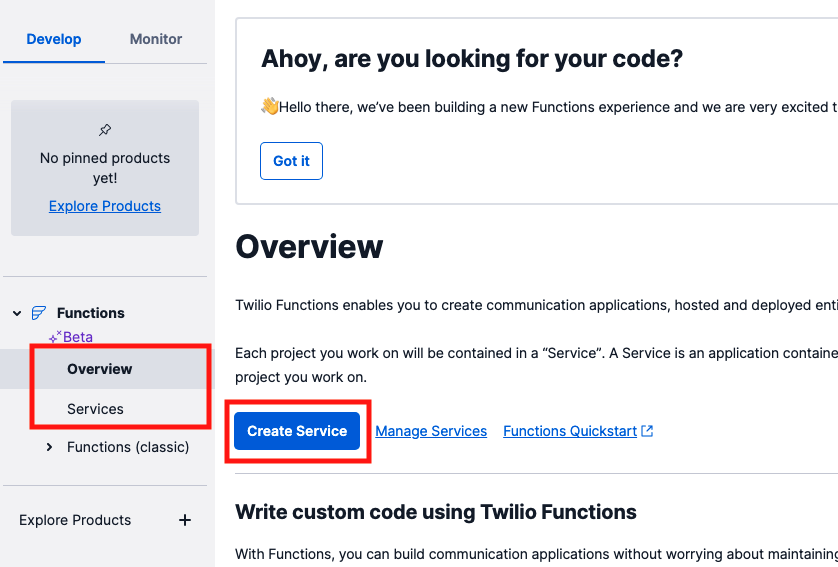 Develop
Monitor
No pinned products
yet!
Explore Products
Functions
Beta
Overview
Services
Functions (classic)
Explore Products
Ahoy, are you looking for your code?
👋Hello there, we’ve been building a new Functions experience and we are very excited
Got it
Overview
Twilio Functions enables you to create communication applications, hosted and deployed
Each project you work on will be contained in a “Service”. A Service is an application
project you work on.
Create Service
Manage Services
Functions Quickstart
Write custom code using Twilio Functions
With Functions, you can build communication applications without worrying about